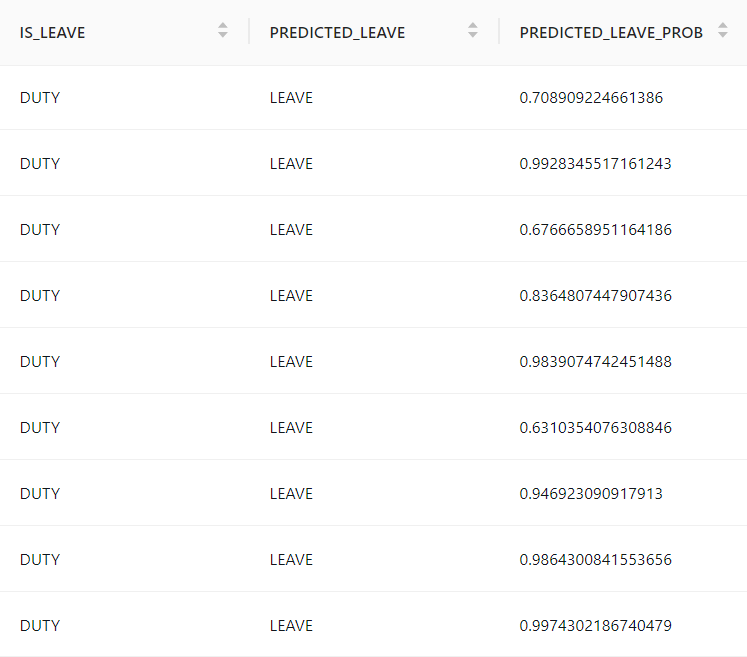 IS_LEAVE PREDICTED_LEAVE PREDICTED_LEAVE_PROB
DUTY LEAVE 0.708909224661386
DUTY LEAVE 0.9928345517161243
DUTY LEAVE 0.6766658951164186
DUTY LEAVE 0.8364807447907436
DUTY LEAVE 0.9839074742451488
DUTY LEAVE 0.6310354076308846
DUTY LEAVE 0.946923090917913
DUTY LEAVE 0.9864300841553656
DUTY LEAVE 0.9974302186740479